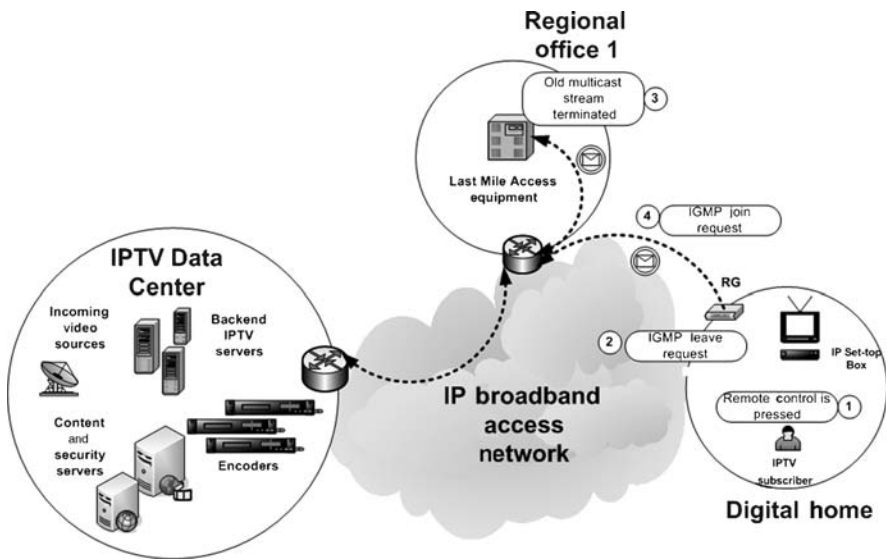 Regional
office 1
Old multicast
stream
terminated
3
Last Mile Access
equipment
4
IGMP join
request
IPTV Data
Center
Incoming
video
sources
Backend
IPTV
servers
RG
2
IGMP leave
request
IP Set-top
Box
IP broadband
access
network
Remote control is
pressed
1
Content
and
security
servers
Encoders
IPTV
subscriber
Digital home